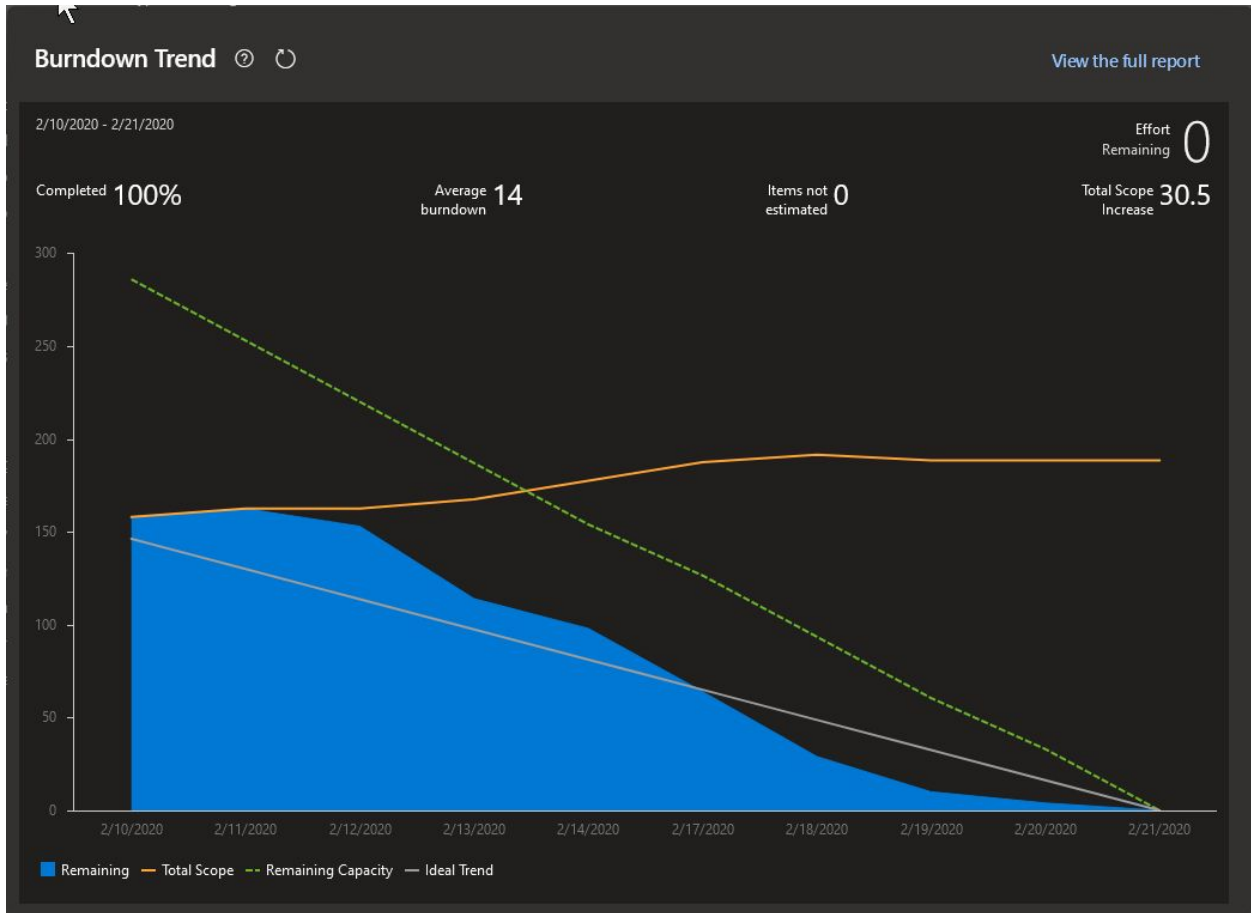 Burndown Trend
View the full report
2/10/2020 - 2/21/2020
Effort
Remaining 0
Completed 100%
Average
burndown 14
Items not
estimated 0
Total Scope
Increase 30.5
300
250
200
150
100
50
0
2/10/2020 2/11/2020 2/12/2020 2/13/2020 2/14/2020 2/17/2020 2/18/2020 2/19/2020 2/20/2020 2/21/2020
Remaining Total Scope Remaining Capacity Ideal Trend